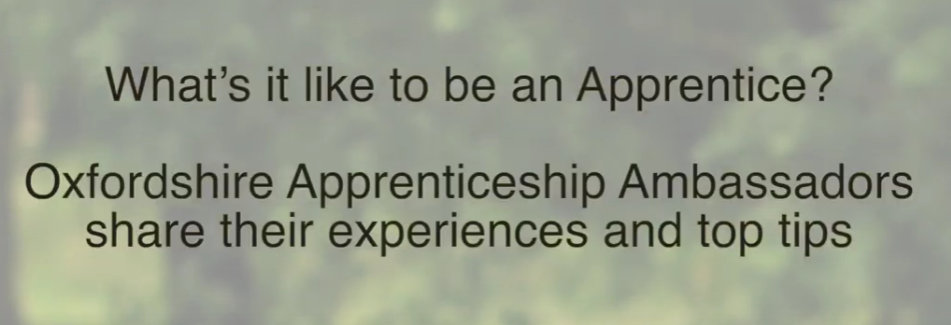 What's it like to be an Apprentice?
Oxfordshire Apprenticeship Ambassadors
share their experiences and top tips